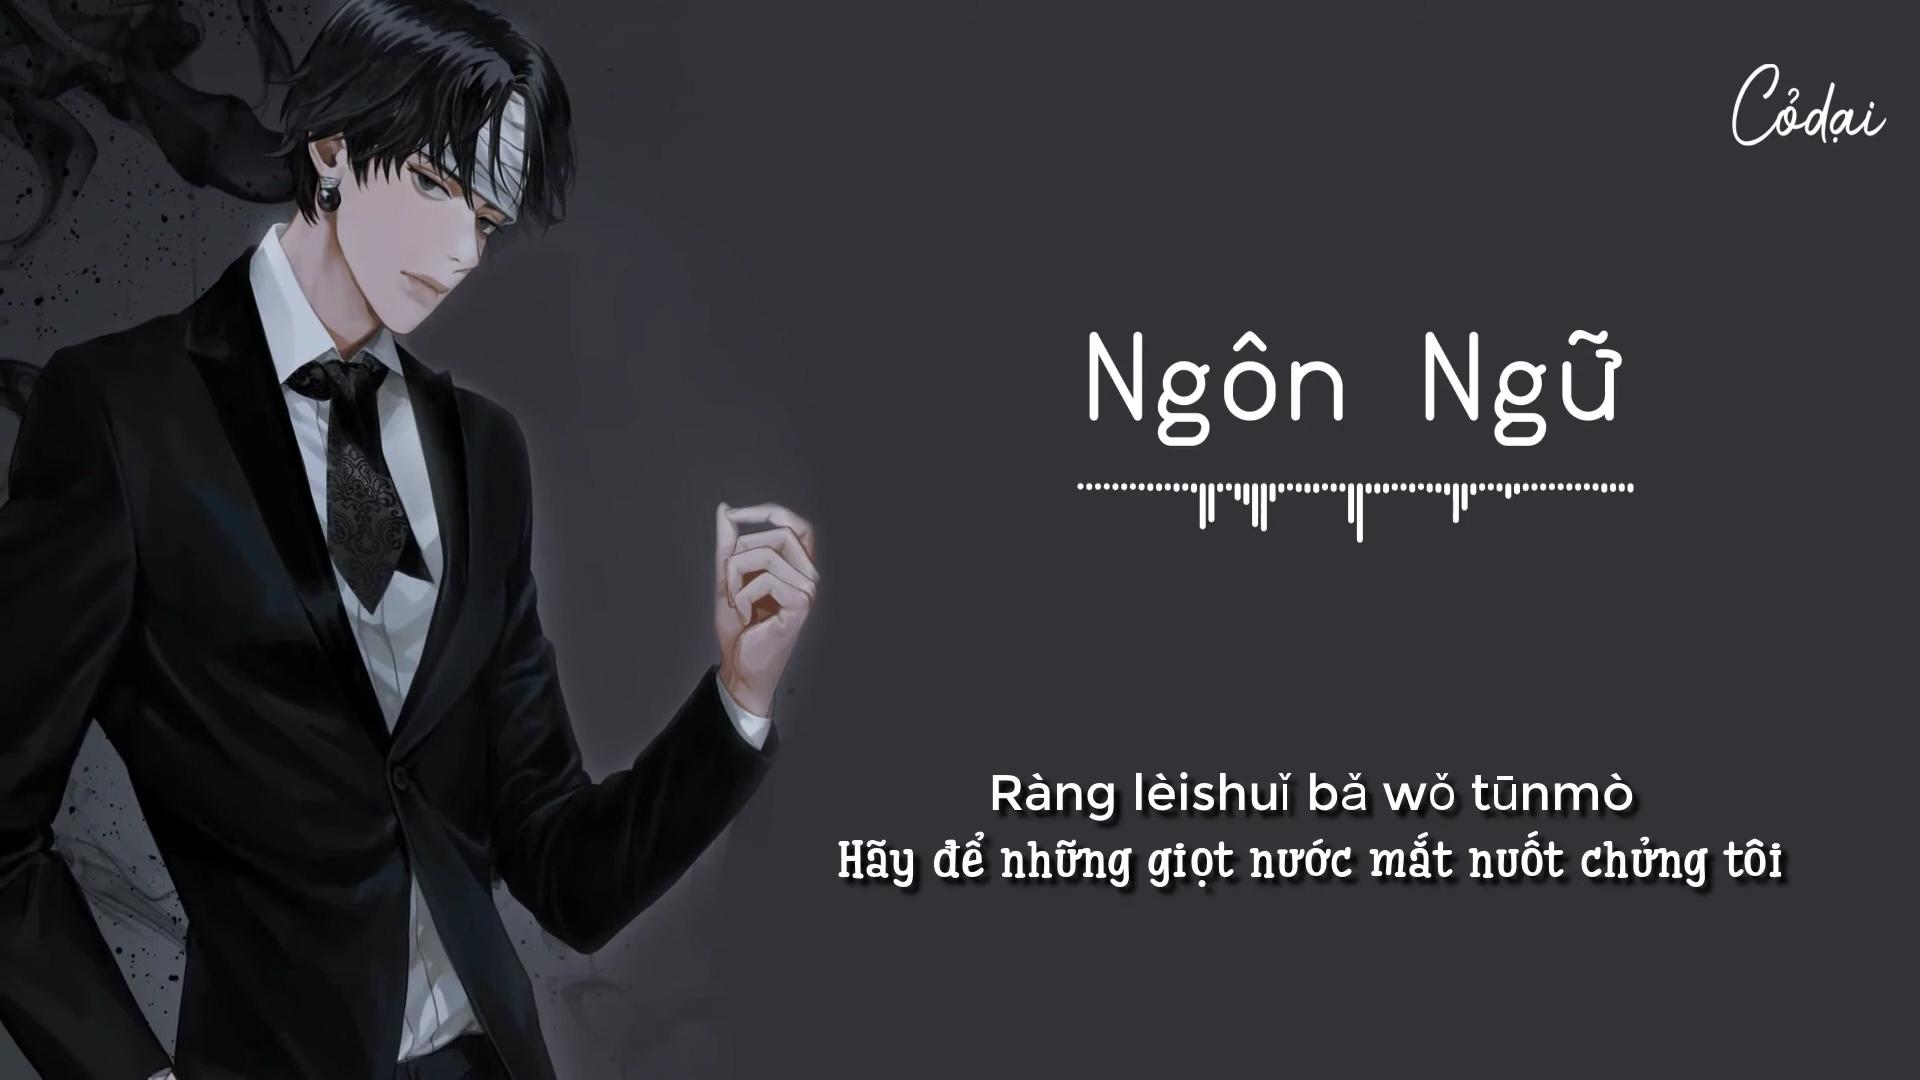 Cỏdại
Ngôn Ngữ
Ràng lèishuǐ bǎ wǒ tūnmò
Hãy để những giọt nước mắt nuốt chửng tôi